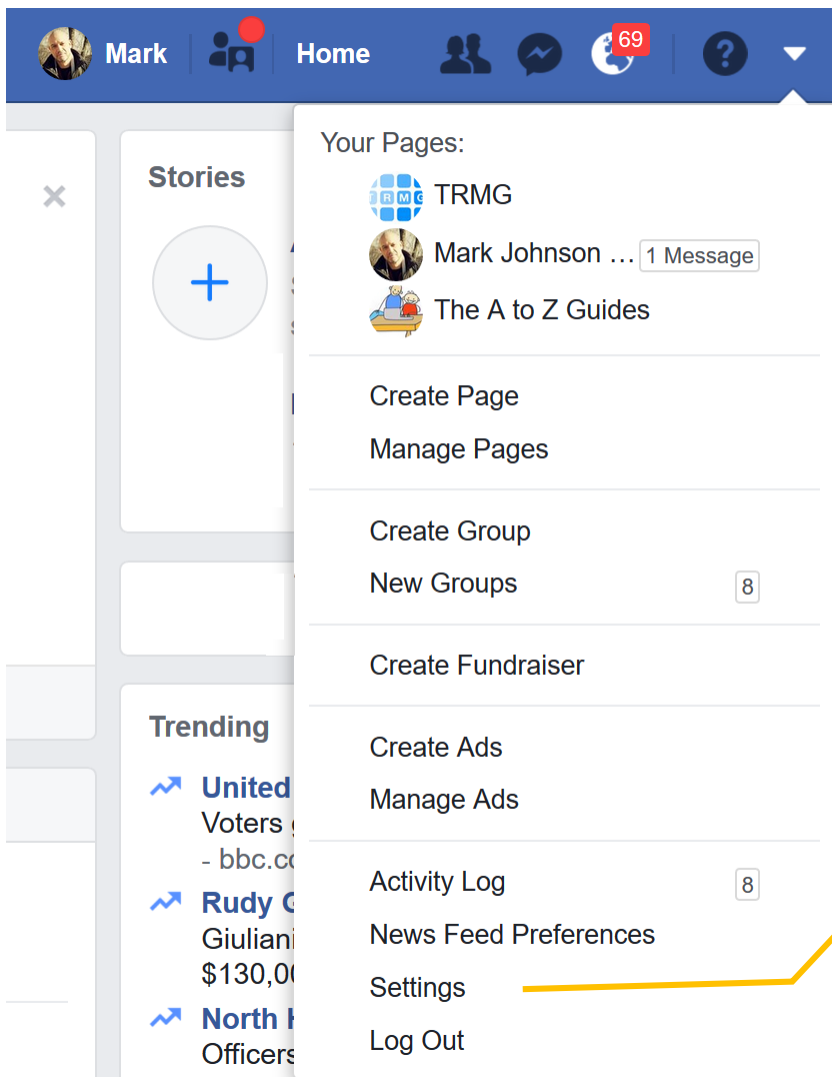 Mark
Home
69
Your Pages:
TRMG
TRMG
Mark Johnson ...
1 Message
The A to Z Guides
Create Page
Manage Pages
Create Group
New Groups
8
Create Fundraiser
Create Ads
Manage Ads
Activity Log
8
News Feed Preferences
Settings
Log Out
Stories
Trending
United
Voters
- bbc.co
Rudy
Giuliani
$130,00
North
Officers